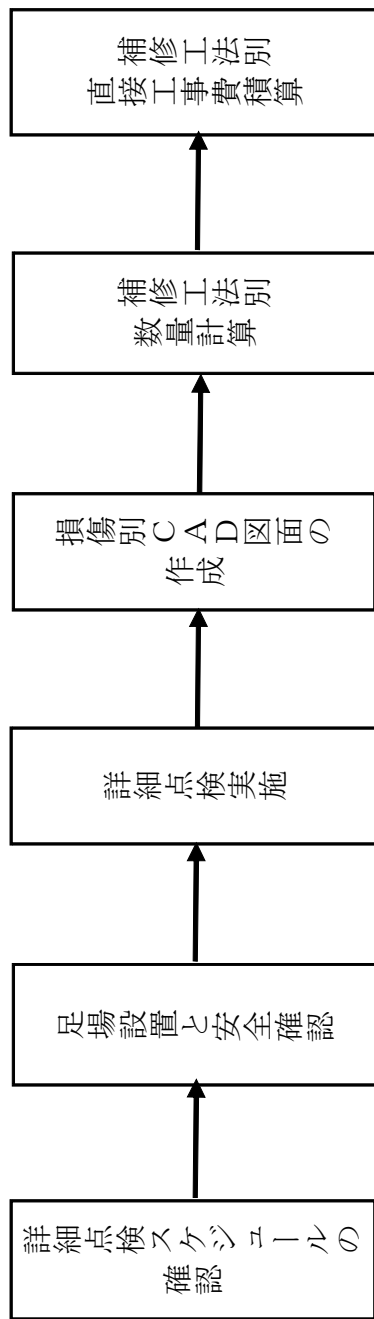 詳細点検スケジュールの
確認
足場設置と安全確認
詳細点検実施
損傷別CAD図面の
作成
補修工法別
数量計算
補修工法別
直接工事費積算